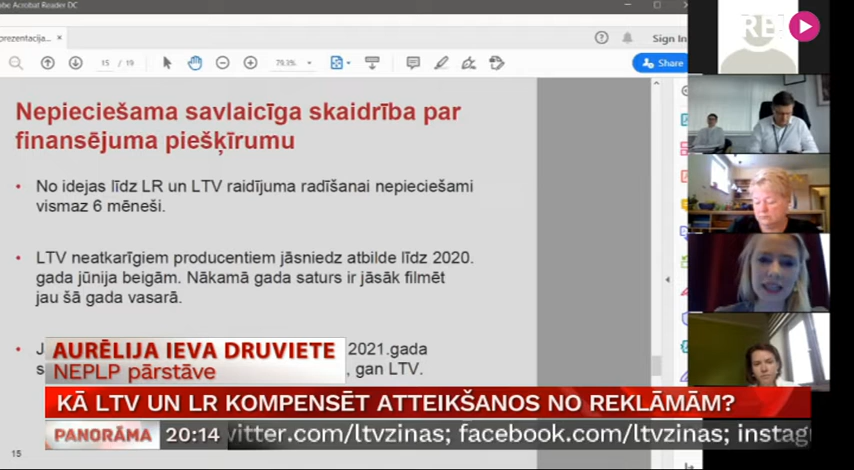 Adobe Acrobat Reader DC
prezentacija...
Sign In
15 / 19
79.3%
Share
Nepieciešama savlaicīga skaidrība par
finansējuma piešķīrumu
• No idejas līdz LR un LTV raidījuma radīšanai nepieciešami
vismaz 6 mēneši.
• LTV neatkarīgiem producentiem jāsniedz atbilde līdz 2020.
gada jūnija beigām. Nākamā gada saturs ir jāsāk filmēt
jau šā gada vasarā.
• J 2021.gada
s , gan LTV.
AURĒLIJA IEVA DRUVIETE
NEPLP pārstāve
KĀ LTV UN LR KOMPENSĒT ATTEIKŠANOS NO REKLĀMĀM?
PANORĀMA 20:14 witter.com/ltvzinas; facebook.com/ltvzinas; instag
15